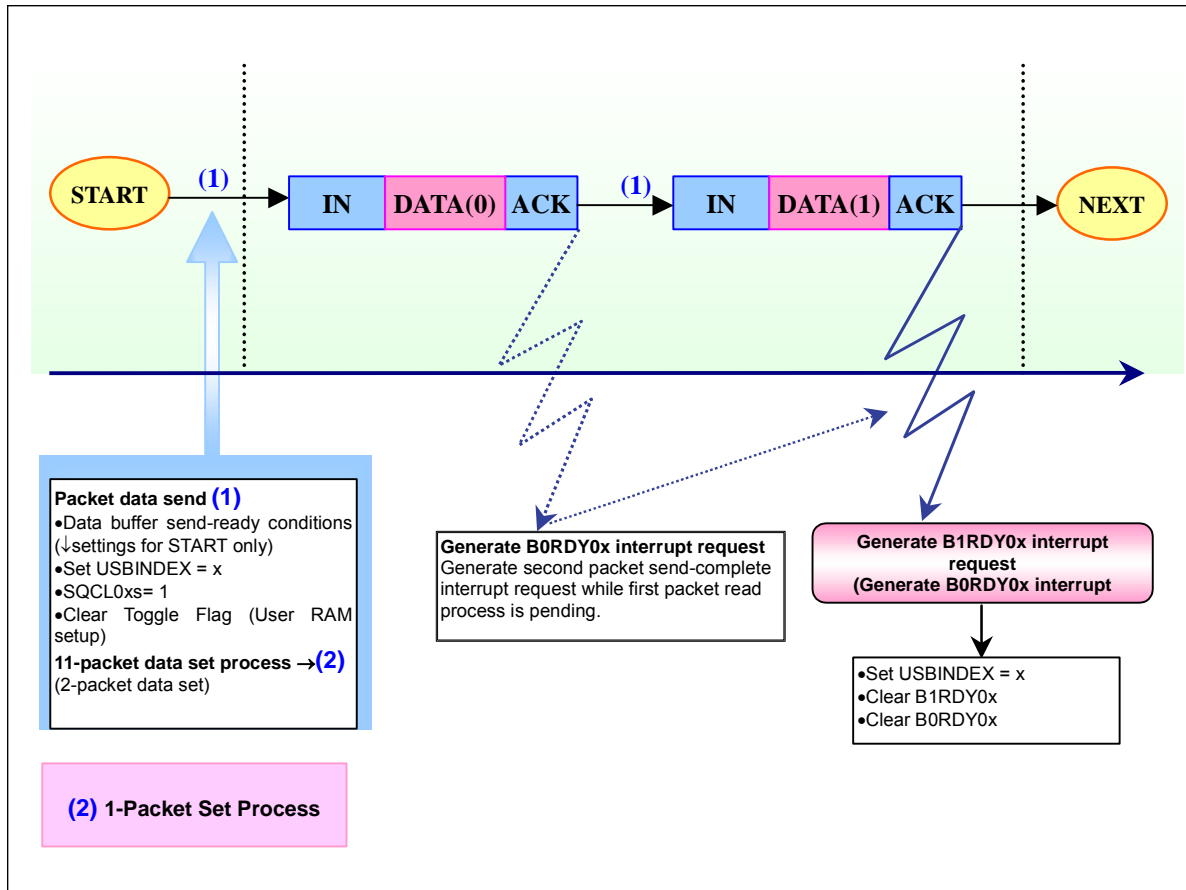 START
(1)
IN DATA(0) ACK
(1)
IN DATA(1) ACK
NEXT
Packet data send (1)
•Data buffer send-ready conditions
(↓settings for START only)
•Set USBINDEX = x
•SQCL0xs= 1
•Clear Toggle Flag (User RAM
setup)
11-packet data set process →(2)
(2-packet data set)
Generate B0RDY0x interrupt request
Generate second packet send-complete
interrupt request while first packet read
process is pending.
Generate B1RDY0x interrupt
request
(Generate B0RDY0x interrupt
•Set USBINDEX = x
•Clear B1RDY0x
•Clear B0RDY0x
(2) 1-Packet Set Process